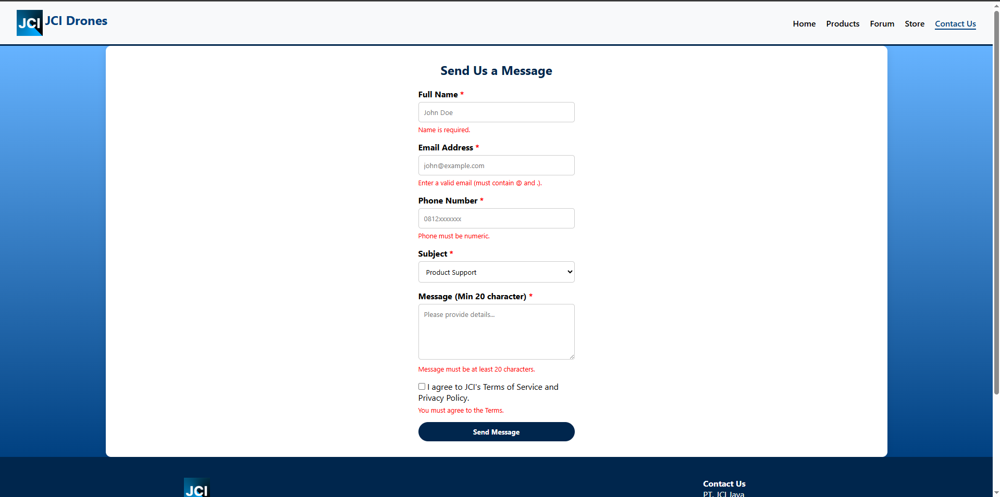 JCI JCI Drones
Home Products Forum Store Contact Us
Send Us a Message
Full Name *
John Doe
Name is required.
Email Address *
john@example.com
Enter a valid email (must contain @ and .).
Phone Number *
0812xxxxxxx
Phone must be numeric.
Subject *
Product Support
Message (Min 20 character) *
Please provide details...
Message must be at least 20 characters.
I agree to JCI's Terms of Service and
Privacy Policy.
You must agree to the Terms.
Send Message
JCI
Contact Us
PT. JCI Java